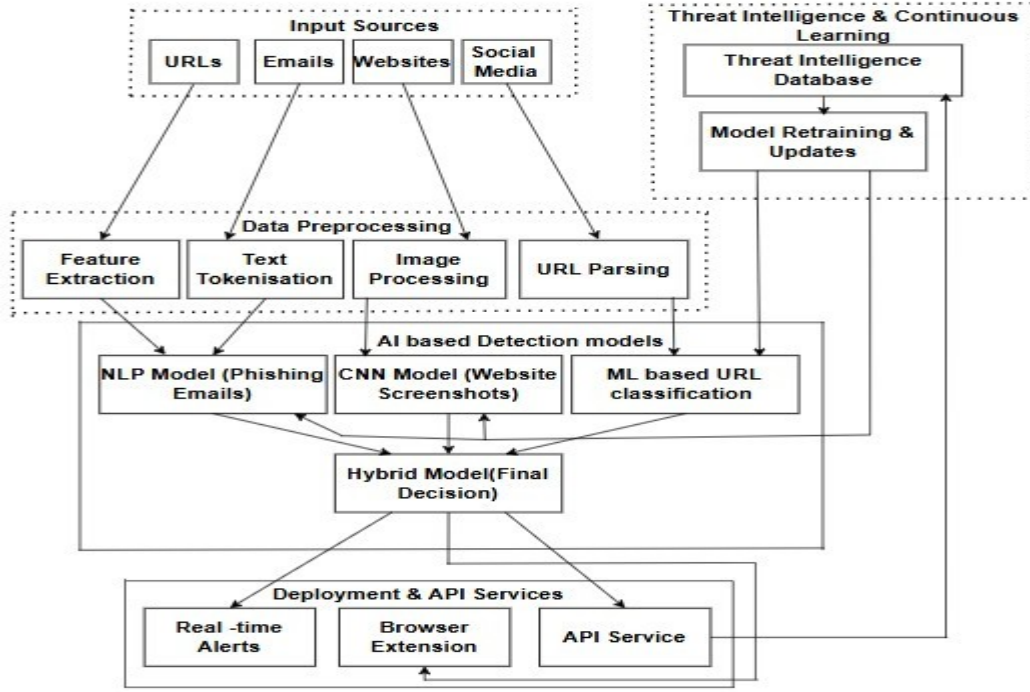 Input Sources
URLs
Emails
Websites
Social
Media
Threat Intelligence & Continuous
Learning
Threat Intelligence
Database
Model Retraining &
Updates
Data Preprocessing
Feature
Extraction
Text
Tokenisation
Image
Processing
URL Parsing
AI based Detection models
NLP Model (Phishing
Emails)
CNN Model (Website
Screenshots)
ML based URL
classification
Hybrid Model(Final
Decision)
Deployment & API Services
Real -time
Alerts
Browser
Extension
API Service